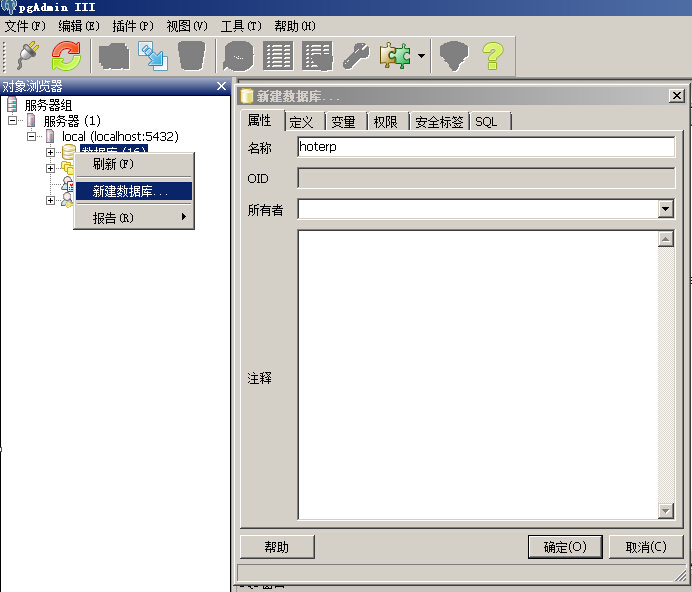 pgAdmin III
文件(F) 编辑(E) 插件(P) 视图(V) 工具(T) 帮助(H)
对象浏览器
服务器组
服务器 (1)
local (localhost:5432)
数据库 (16)
刷新(F)
新建数据库...
报告(R)
新建数据库...
属性 定义 变量 权限 安全标签 SQL
名称 hoterp
OID
所有者
注释
帮助 确定(O) 取消(C)